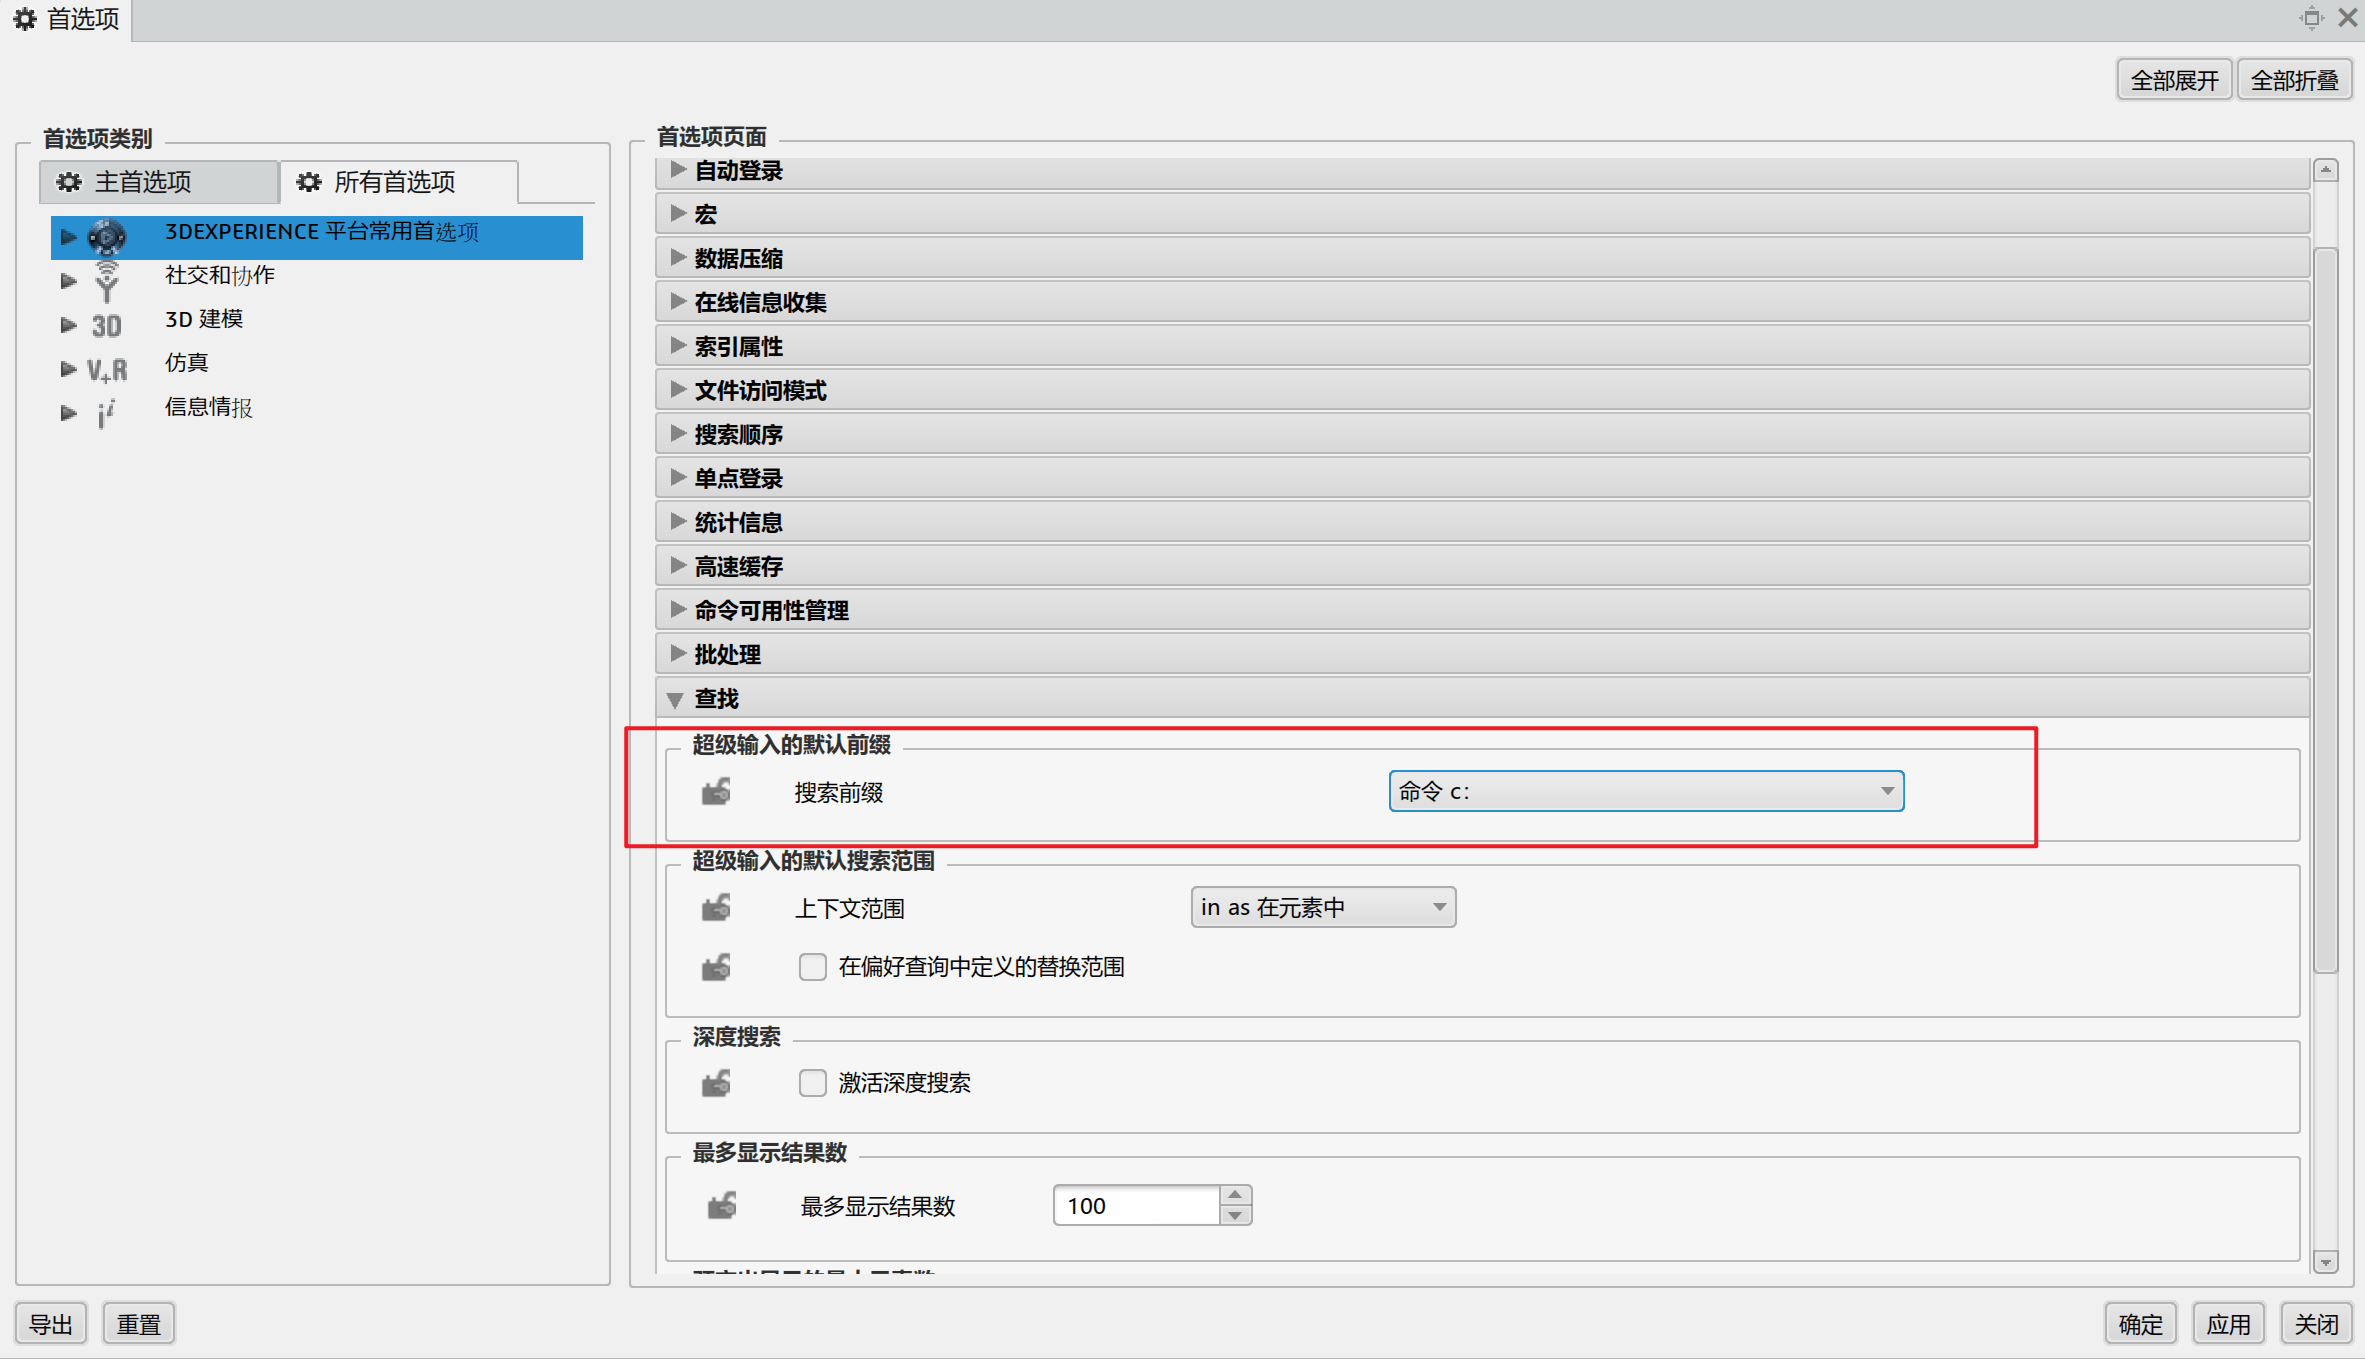 首选项
全部展开 全部折叠
首选项类别
主首选项 所有首选项
3DEXPERIENCE 平台常用首选项
社交和协作
3D 3D 建模
V+R 仿真
信息情报
首选项页面
自动登录
宏
数据压缩
在线信息收集
索引属性
文件访问模式
搜索顺序
单点登录
统计信息
高速缓存
命令可用性管理
批处理
查找
超级输入的默认前缀
搜索前缀 命令 c:
超级输入的默认搜索范围
上下文范围 in as 在元素中
在偏好查询中定义的替换范围
深度搜索
激活深度搜索
最多显示结果数
最多显示结果数 100
导出 重置 确定 应用 关闭